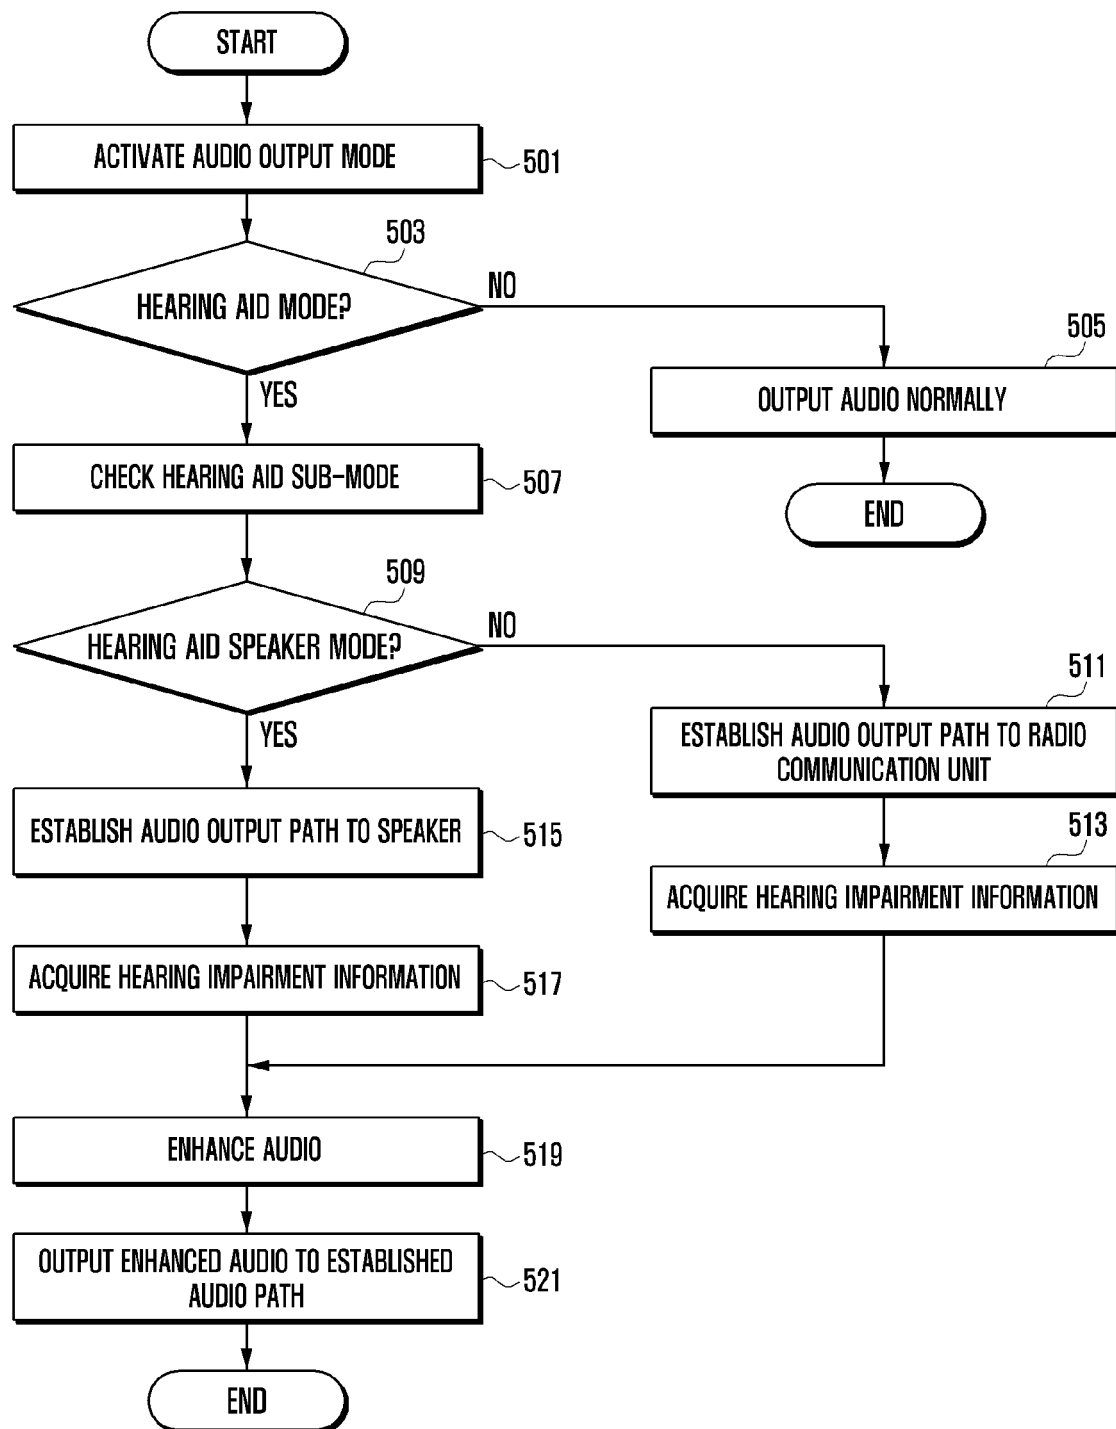 START
ACTIVATE AUDIO OUTPUT MODE
501
503
HEARING AID MODE?
NO
YES
505
OUTPUT AUDIO NORMALLY
END
CHECK HEARING AID SUB-MODE
507
509
HEARING AID SPEAKER MODE?
NO
YES
511
ESTABLISH AUDIO OUTPUT PATH TO RADIO
COMMUNICATION UNIT
513
ACQUIRE HEARING IMPAIRMENT INFORMATION
ESTABLISH AUDIO OUTPUT PATH TO SPEAKER
515
ACQUIRE HEARING IMPAIRMENT INFORMATION
517
ENHANCE AUDIO
519
OUTPUT ENHANCED AUDIO TO ESTABLISHED
AUDIO PATH
521
END